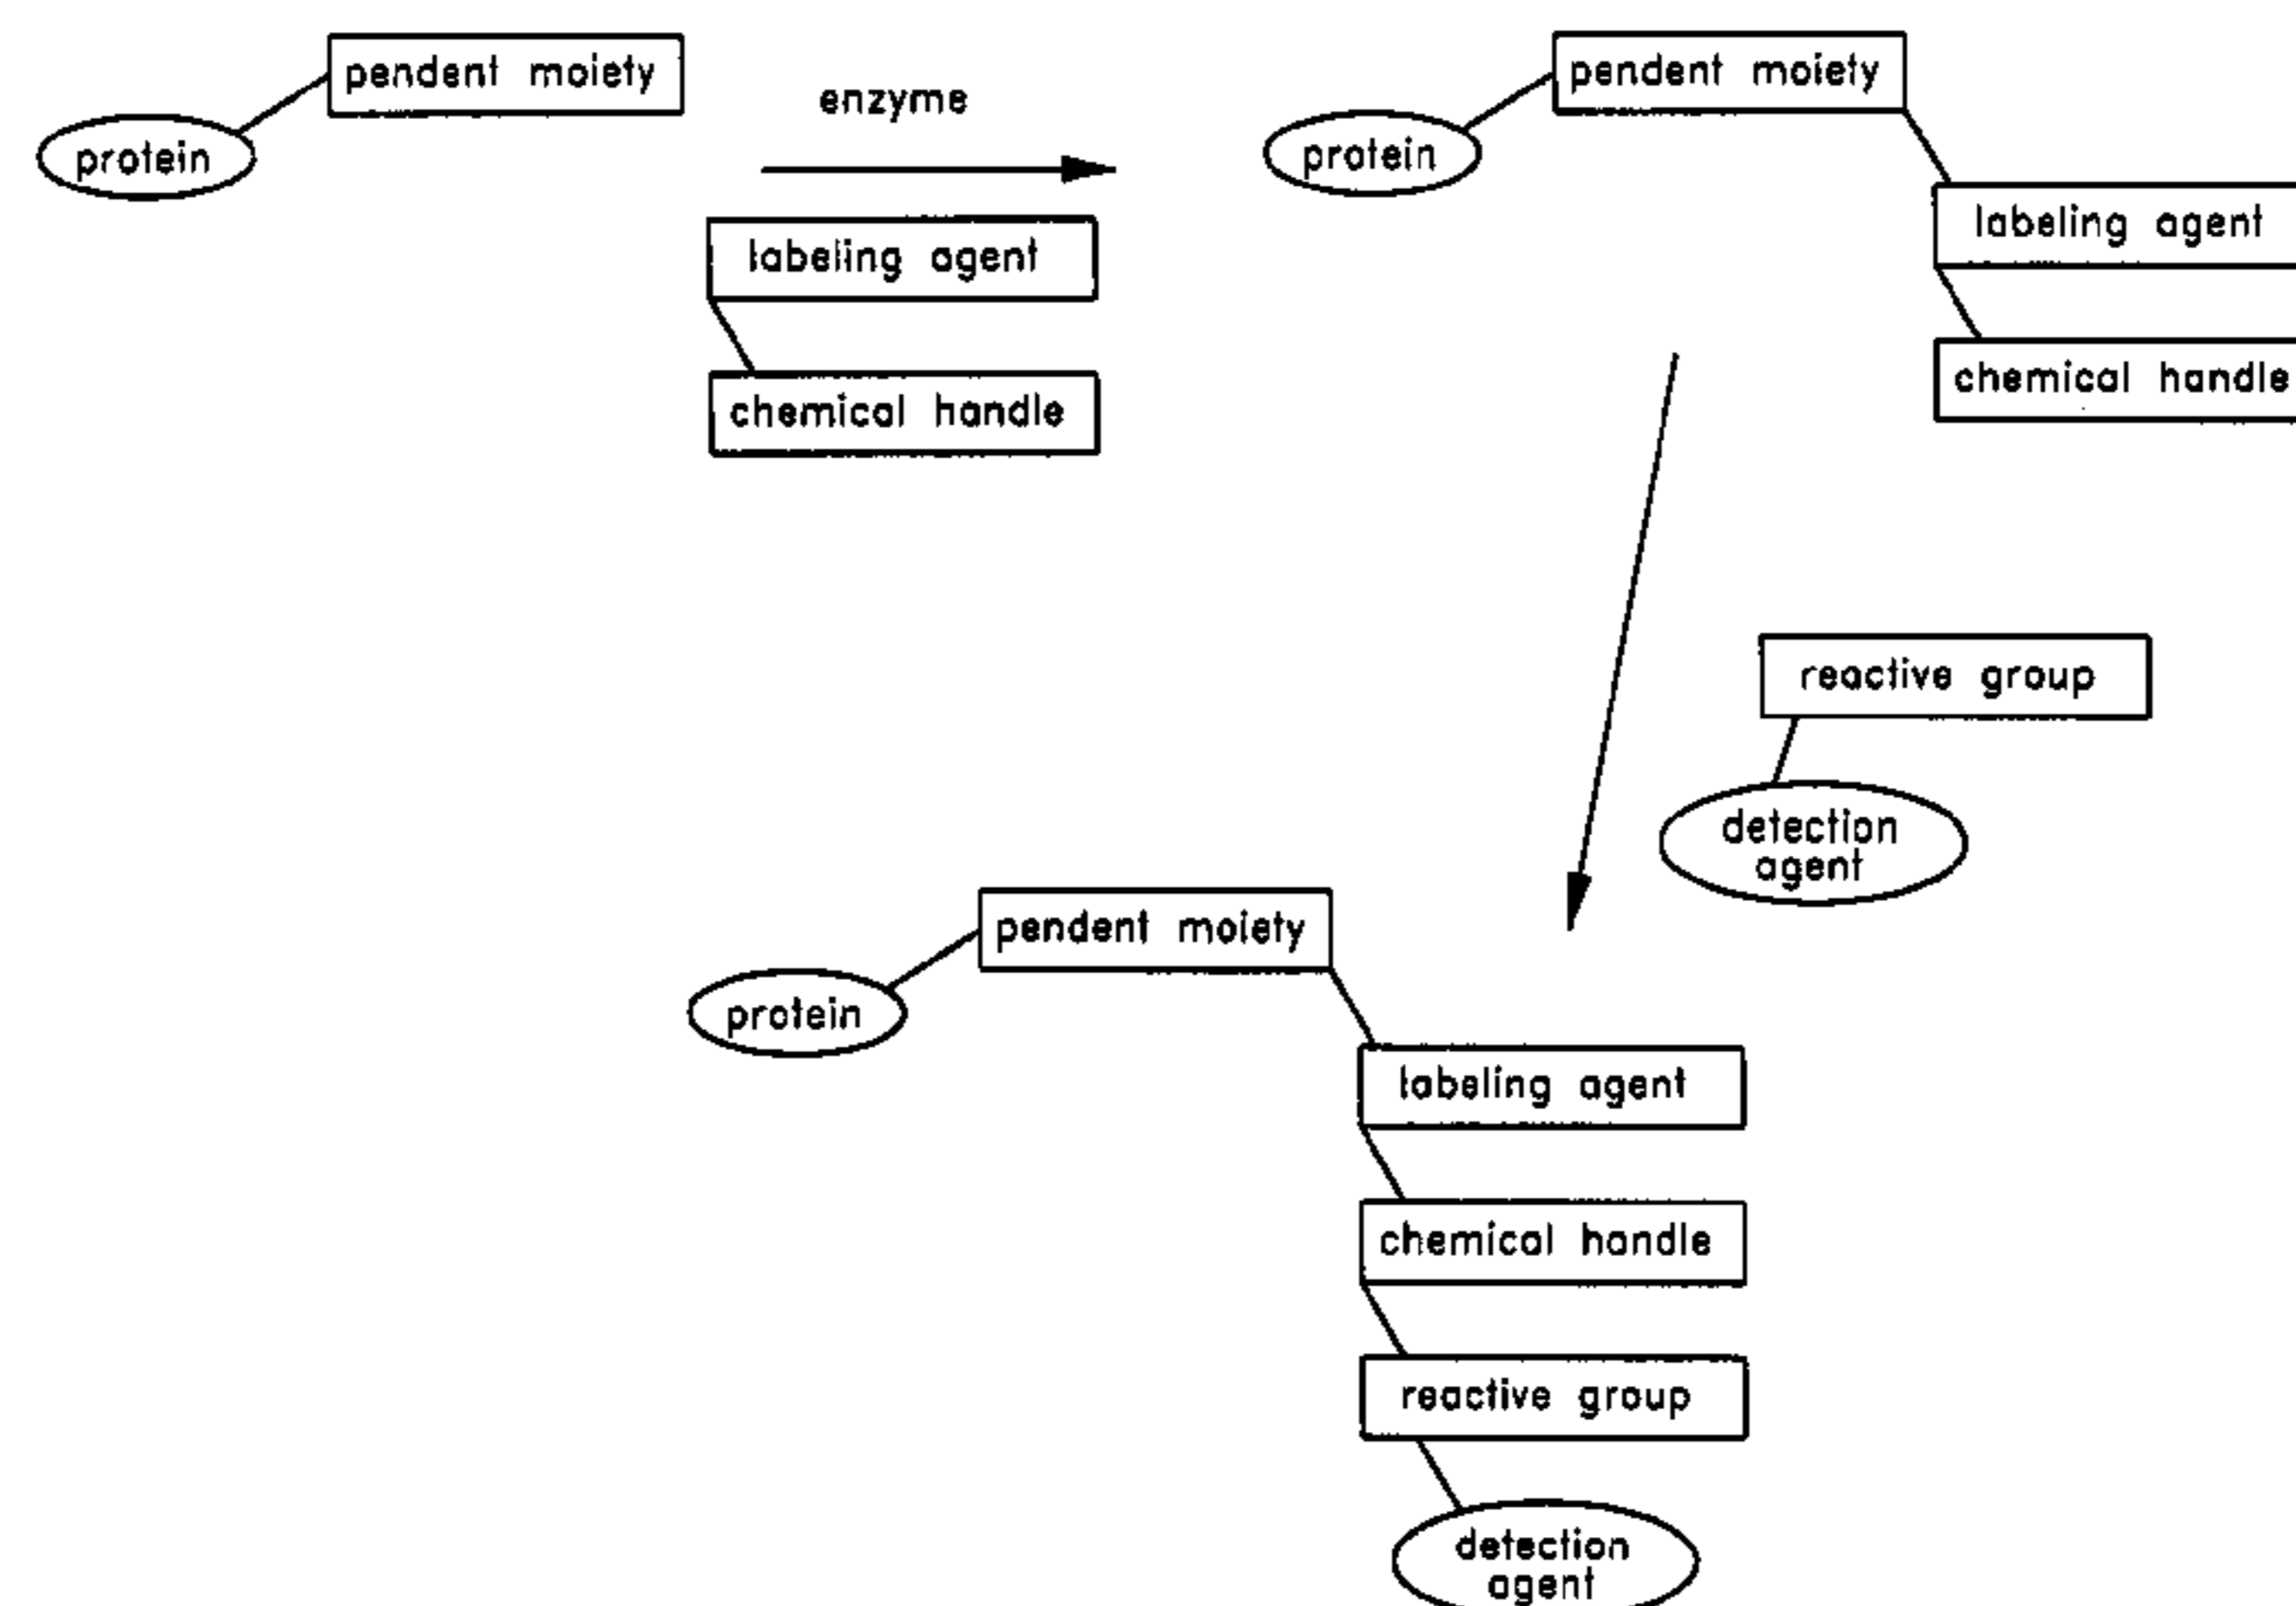 pendent moiety
protein
enzyme
labeling agent
chemical handle
pendent moiety
protein
labeling agent
chemical handle
reactive group
detection
agent
pendent moiety
protein
labeling agent
chemical handle
reactive group
detection
agent